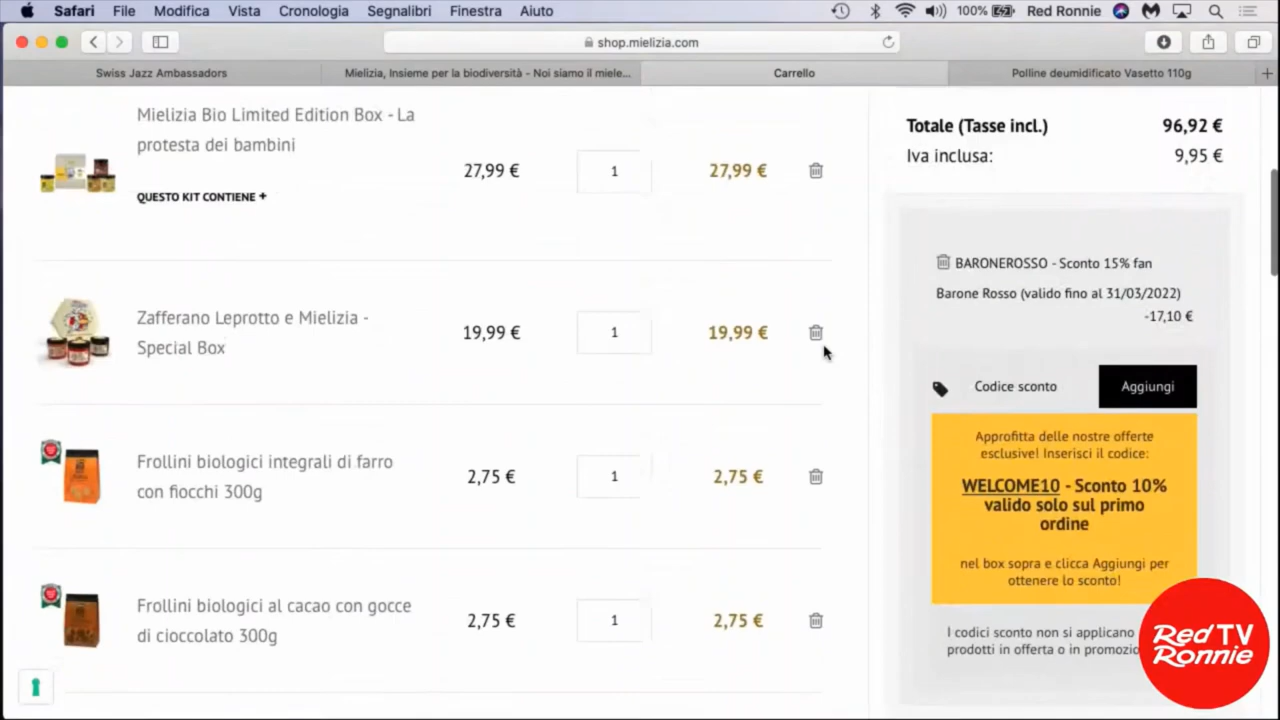 Safari File Modifica Vista Cronologia Segnalibri Finestra Aiuto 100% Red Ronnie
shop.mielizia.com
Swiss Jazz Ambassadors Mielizia, Insieme per la biodiversità - Noi siamo il miele... Carrello Polline deumidificato Vasetto 110g
Mielizia Bio Limited Edition Box - La
protesta dei bambini
27,99 € 1 27,99 €
QUESTO KIT CONTIENE +
Zafferano Leprotto e Mielizia -
Special Box
19,99 € 1 19,99 €
Frollini biologici integrali di farro
con fiocchi 300g
2,75 € 1 2,75 €
Frollini biologici al cacao con gocce
di cioccolato 300g
2,75 € 1 2,75 €
Totale (Tasse incl.) 96,92 €
Iva inclusa: 9,95 €
BARONEROSSO - Sconto 15% fan
Barone Rosso (valido fino al 31/03/2022)
-17,10 €
Codice sconto Aggiungi
Approfitta delle nostre offerte
esclusive! Inserisci il codice:
WELCOME10 - Sconto 10%
valido solo sul primo
ordine
nel box sopra e clicca Aggiungi per
ottenere lo sconto!
I codici sconto non si applicano
prodotti in offerta o in promozio
Red TV
Ronnie